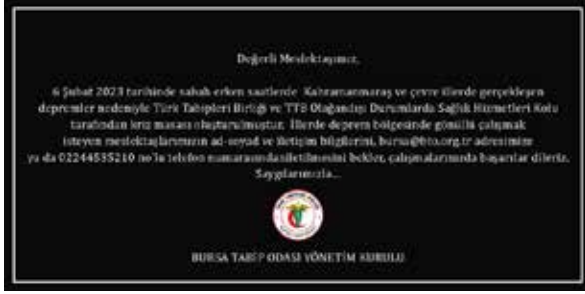 Değerli Meslektaşımız,
6 Şubat 2023 tarihinde sabah erken saatlerde Kahramanmaraş ve çevre illerde gerçekleşen
depremler nedeniyle Türk Tabipleri Birliği ve TTB Olağandışı Durumlarda Sağlık Hizmetleri Kolu
tarafından kriz masası oluşturulmuştur. İllerde deprem bölgesinde gönüllü çalışmak
isteyen meslektaşlarımızın ad-soyad ve iletişim bilgilerini, bursa@bto.org.tr adresimize
ya da 02244535210 no'lu telefon numarasından iletilmesini bekler, çalışmalarınızda başarılar dileriz.
Saygılarımızla...
BURSA TABİP ODASI YÖNETİM KURULU